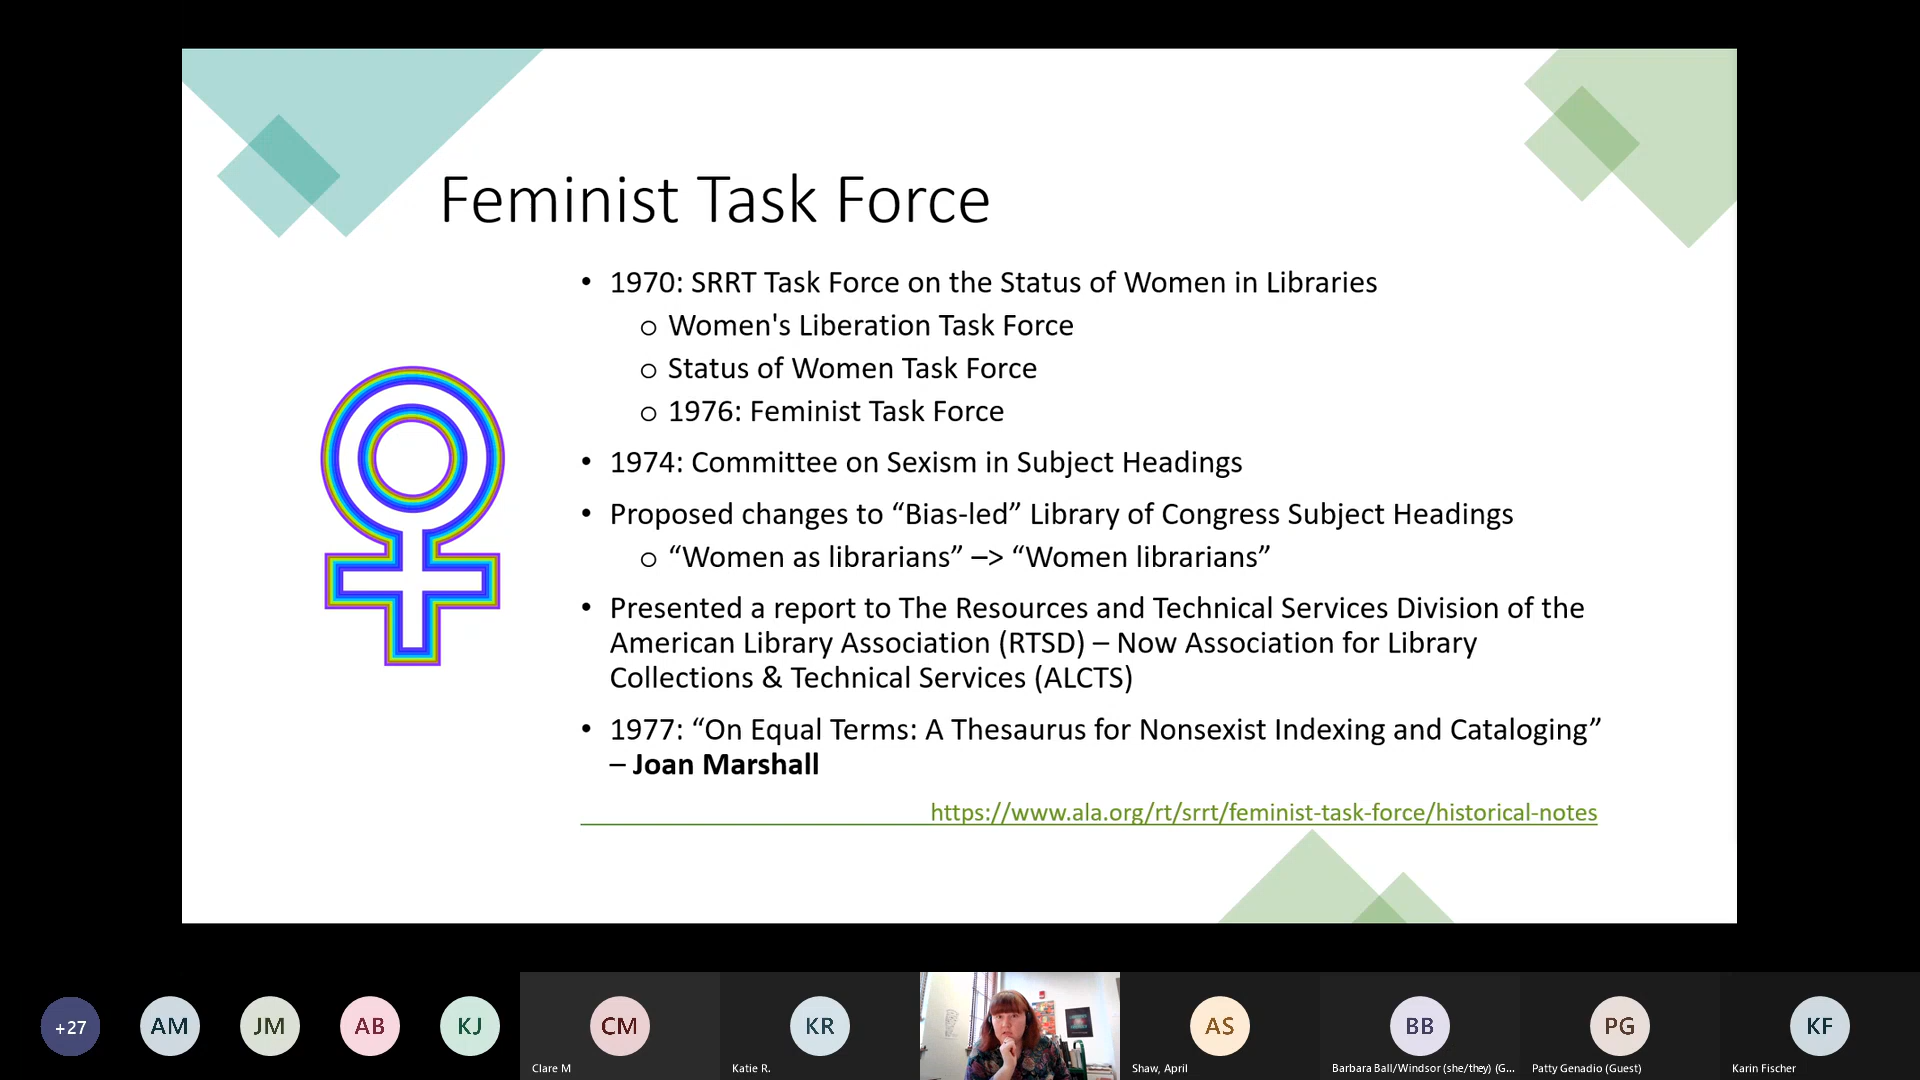 Feminist Task Force
• 1970: SRRT Task Force on the Status of Women in Libraries
o Women's Liberation Task Force
o Status of Women Task Force
o 1976: Feminist Task Force
• 1974: Committee on Sexism in Subject Headings
• Proposed changes to “Bias-led” Library of Congress Subject Headings
o “Women as librarians” –> “Women librarians”
• Presented a report to The Resources and Technical Services Division of the
American Library Association (RTSD) – Now Association for Library
Collections & Technical Services (ALCTS)
• 1977: “On Equal Terms: A Thesaurus for Nonsexist Indexing and Cataloging”
– Joan Marshall
https://www.ala.org/rt/srrt/feminist-task-force/historical-notes
+27 AM JM AB KJ CM KR AS BB PG KF
Clare M Katie R. Shaw, April Barbara Ball/Windsor (she/they) (G... Patty Genadio (Guest) Karin Fischer